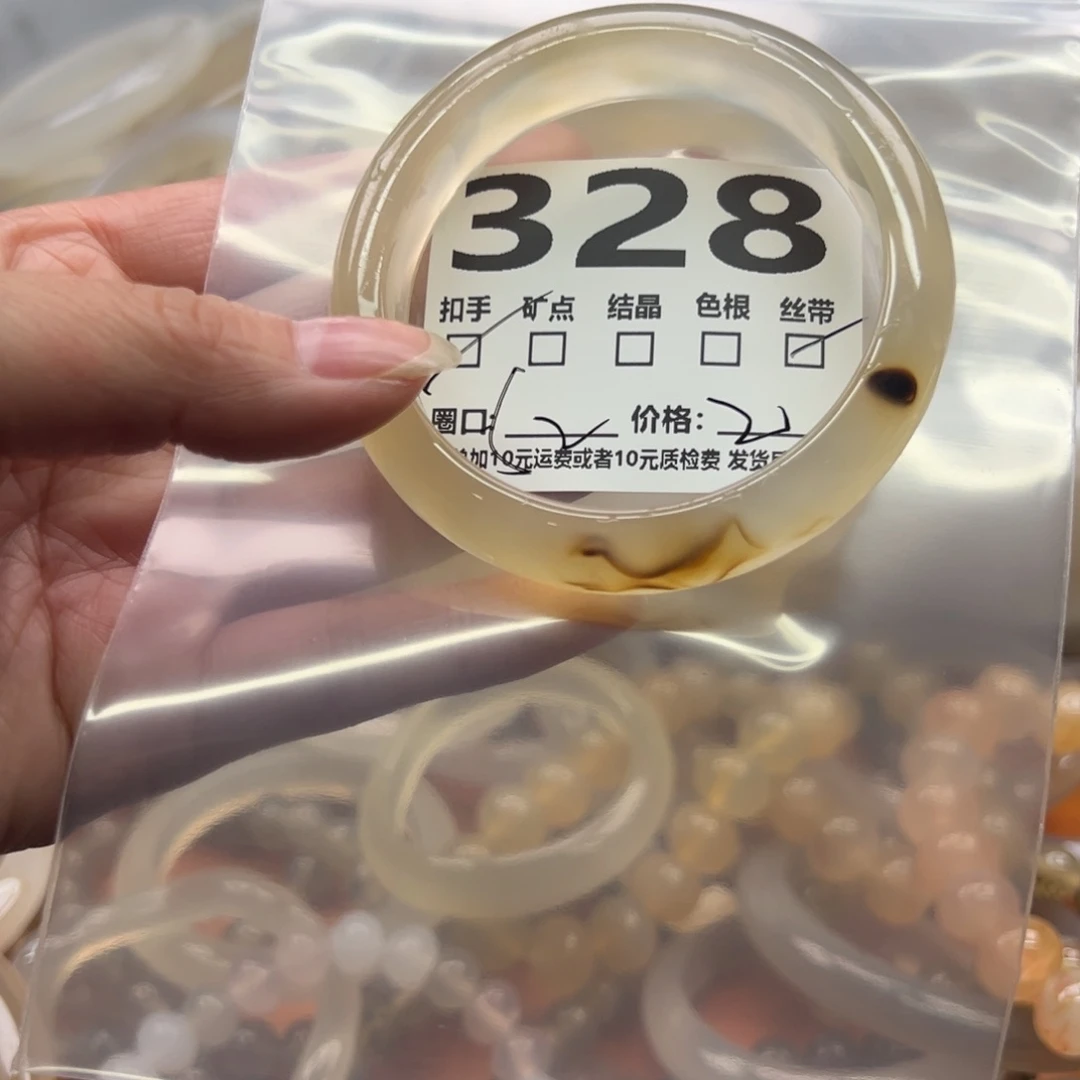 328
扣手 矿点 结晶 色根 丝带
圈口: 价格:
加10元运费或者10元质检费 发货